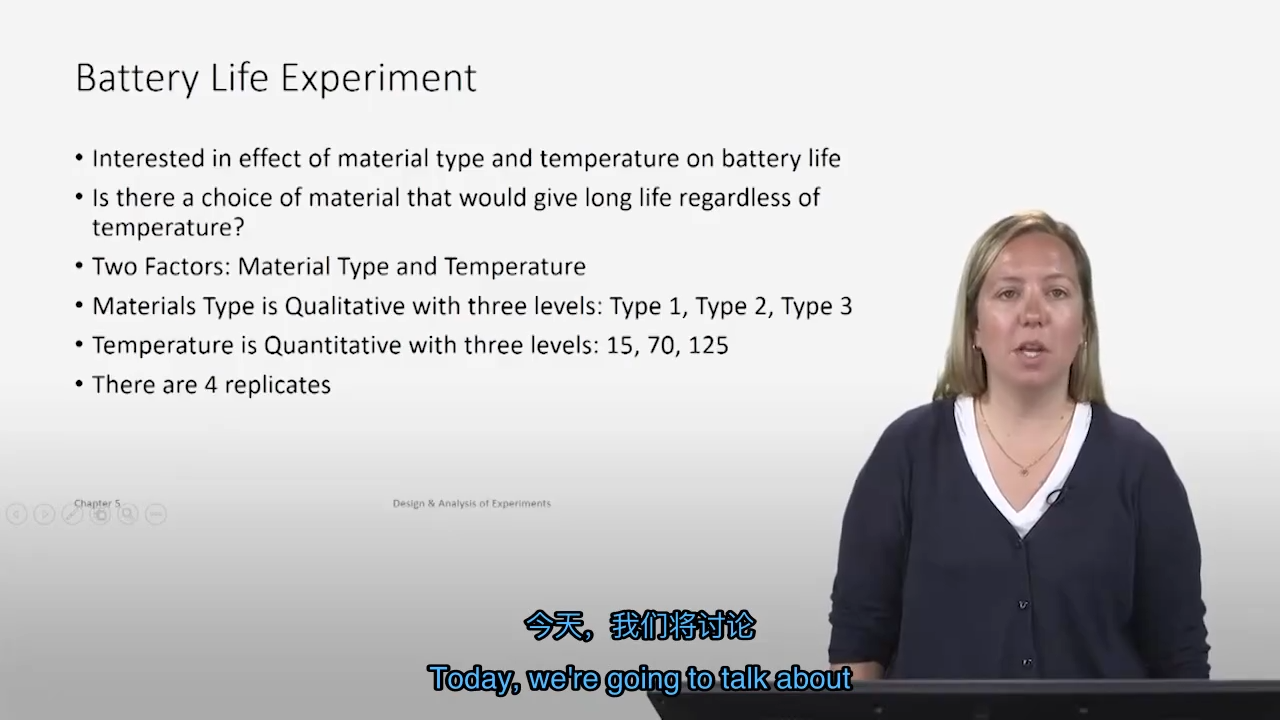 Battery Life Experiment
• Interested in effect of material type and temperature on battery life
• Is there a choice of material that would give long life regardless of
temperature?
• Two Factors: Material Type and Temperature
• Materials Type is Qualitative with three levels: Type 1, Type 2, Type 3
• Temperature is Quantitative with three levels: 15, 70, 125
• There are 4 replicates
Chapter 5
Design & Analysis of Experiments
今天，我们将讨论
Today, we're going to talk about